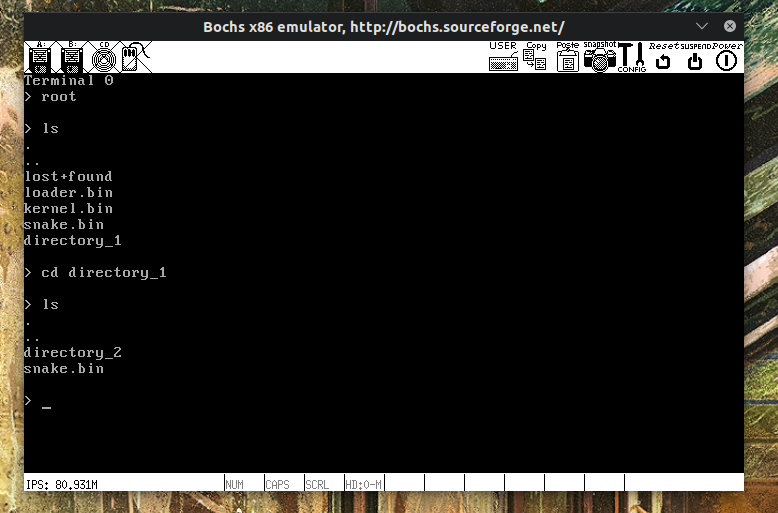 Bochs x86 emulator, http://bochs.sourceforge.net/
A: B: CD USER Copy Paste Snapshot CONFIG Reset SUSPEND Power
Terminal 0
> root
> ls
.
..
lost+found
loader.bin
kernel.bin
snake.bin
directory_1
> cd directory_1
> ls
.
..
directory_2
snake.bin
> _
IPS: 80.931M NUM CAPS SCRL HD:0-M